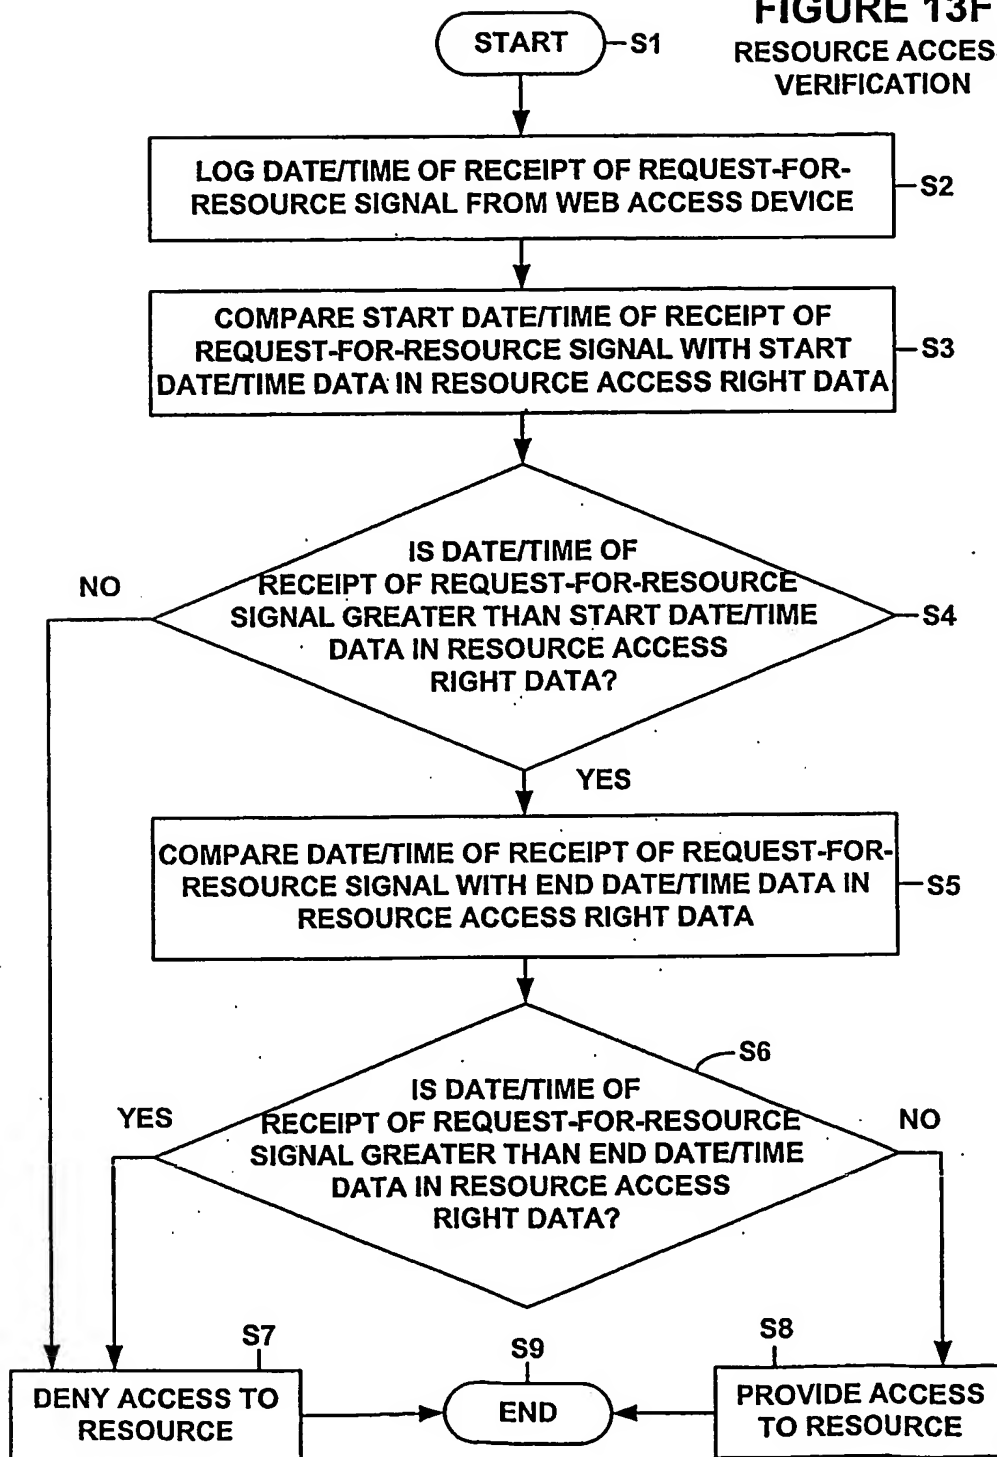 FIGURE 13F
RESOURCE ACCES
VERIFICATION
START
S1
LOG DATE/TIME OF RECEIPT OF REQUEST-FOR-
RESOURCE SIGNAL FROM WEB ACCESS DEVICE
S2
COMPARE START DATE/TIME OF RECEIPT OF
REQUEST-FOR-RESOURCE SIGNAL WITH START
DATE/TIME DATA IN RESOURCE ACCESS RIGHT DATA
S3
IS DATE/TIME OF
RECEIPT OF REQUEST-FOR-RESOURCE
SIGNAL GREATER THAN START DATE/TIME
DATA IN RESOURCE ACCESS
RIGHT DATA?
S4
NO
YES
COMPARE DATE/TIME OF RECEIPT OF REQUEST-FOR-
RESOURCE SIGNAL WITH END DATE/TIME DATA IN
RESOURCE ACCESS RIGHT DATA
S5
S6
IS DATE/TIME OF
RECEIPT OF REQUEST-FOR-RESOURCE
SIGNAL GREATER THAN END DATE/TIME
DATA IN RESOURCE ACCESS
RIGHT DATA?
YES
NO
S7
DENY ACCESS TO
RESOURCE
S9
END
S8
PROVIDE ACCESS
TO RESOURCE